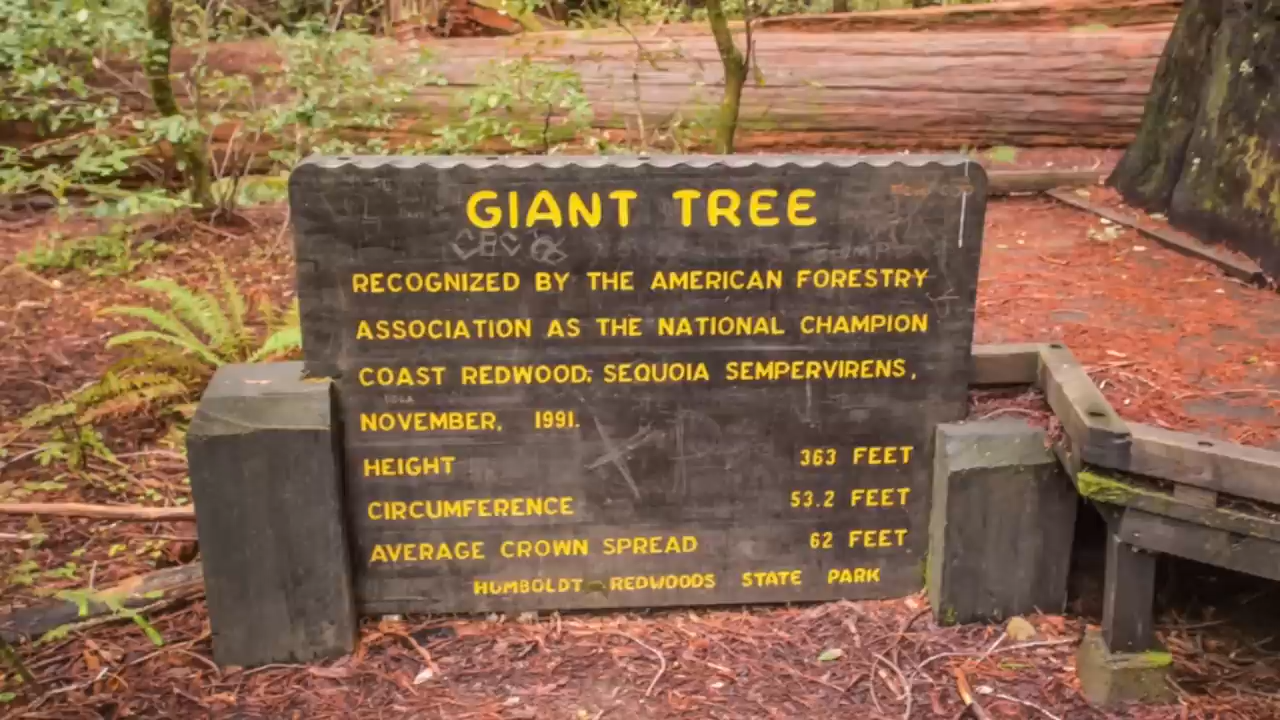 GIANT TREE
RECOGNIZED BY THE AMERICAN FORESTRY
ASSOCIATION AS THE NATIONAL CHAMPION
COAST REDWOOD; SEQUOIA SEMPERVIRENS,
NOVEMBER, 1991.
HEIGHT 363 FEET
CIRCUMFERENCE 53.2 FEET
AVERAGE CROWN SPREAD 62 FEET
HUMBOLDT REDWOODS STATE PARK